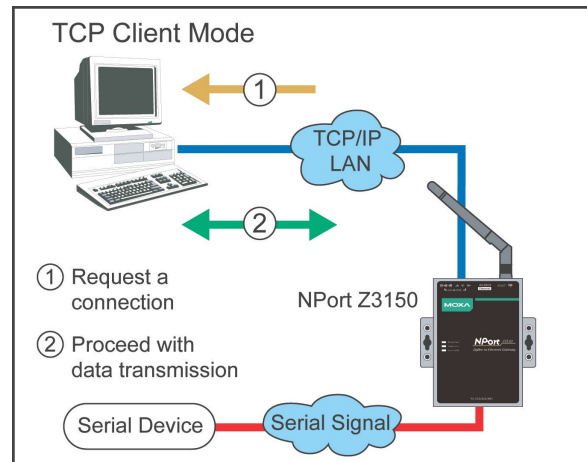 TCP Client Mode
1
TCP/IP
LAN
2
1 Request a
connection
NPort Z3150
MOXA
NPort
2 Proceed with
data transmission
Serial Device
Serial Signal